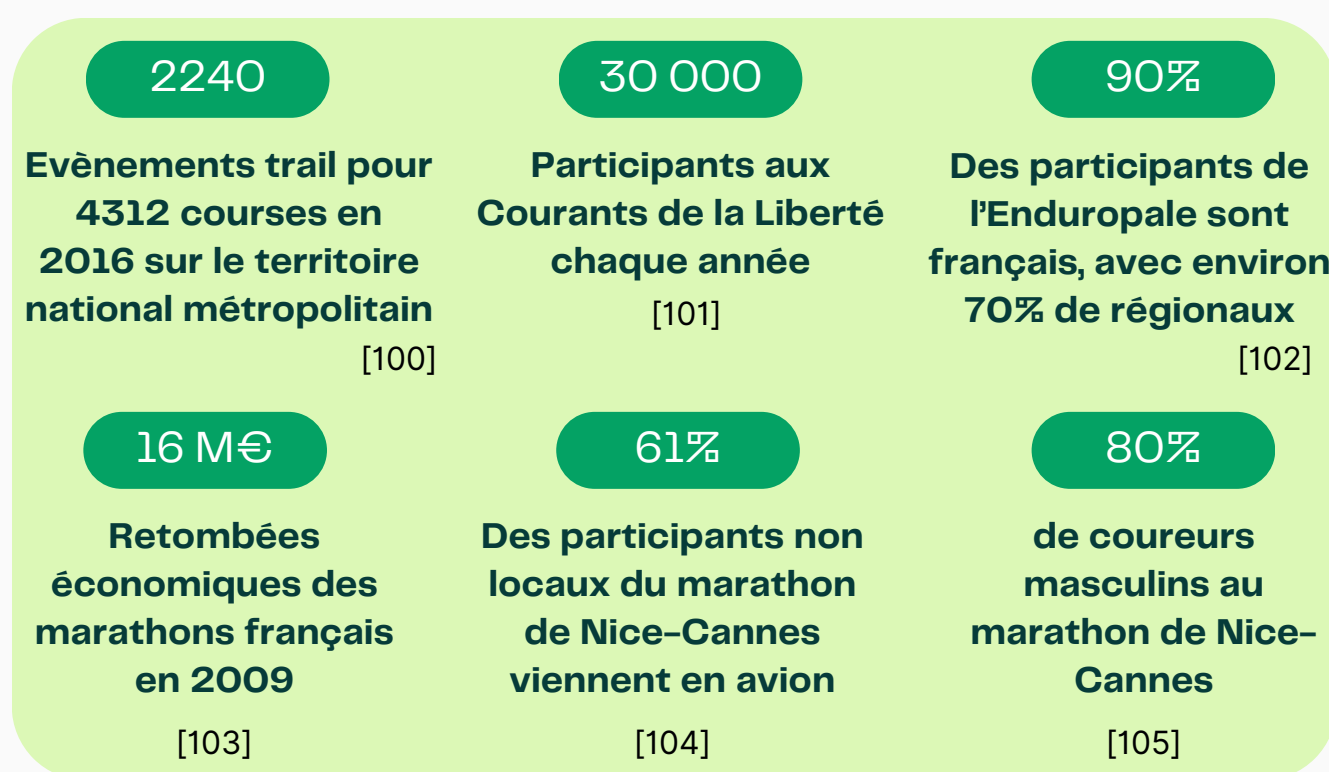 2240
Evènements trail pour
4312 courses en
2016 sur le territoire
national métropolitain
[100]
30 000
Participants aux
Courants de la Liberté
chaque année
[101]
90%
Des participants de
l'Enduropale sont
français, avec environ
70% de régionaux
[102]
16 M€
Retombées
économiques des
marathons français
en 2009
[103]
61%
Des participants non
locaux du marathon
de Nice-Cannes
viennent en avion
[104]
80%
de coureurs
masculins au
marathon de Nice-
Cannes
[105]